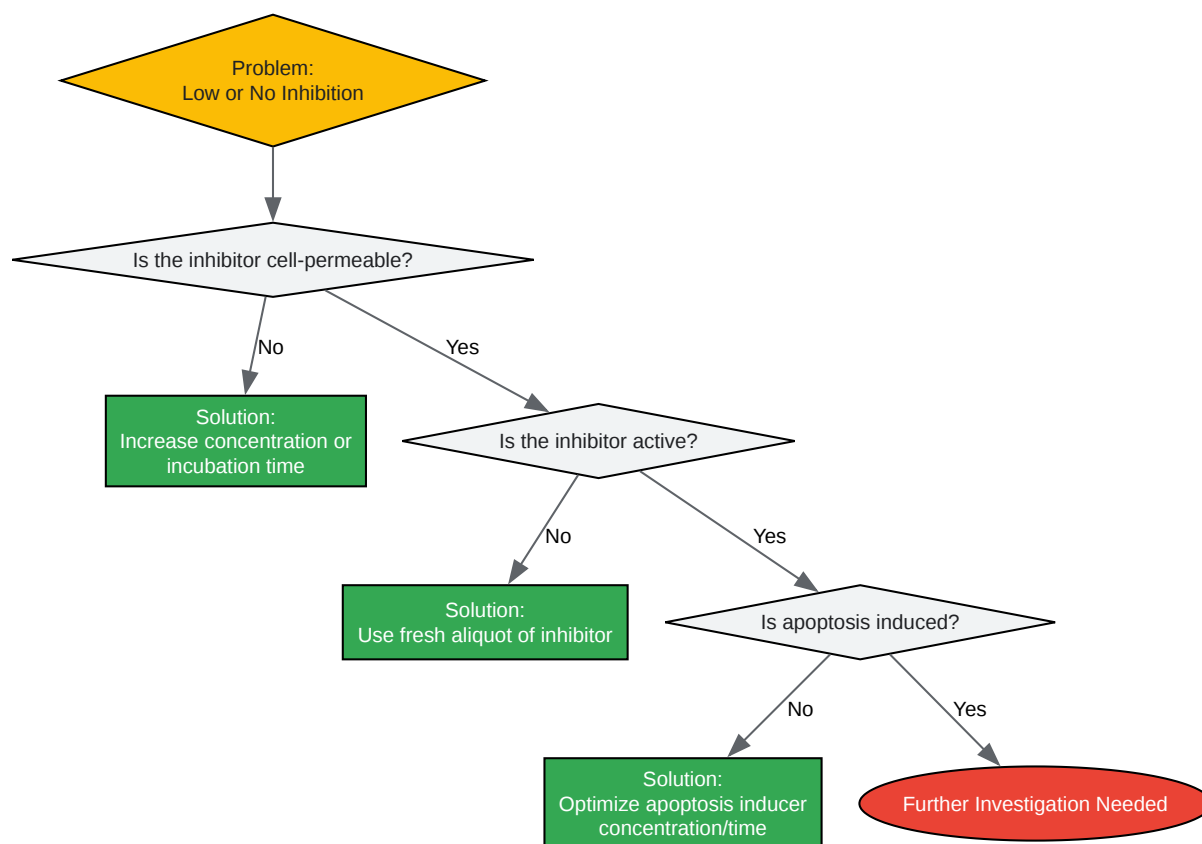 Problem:
Low or No Inhibition
Is the inhibitor cell-permeable?
No
Yes
Solution:
Increase concentration or
incubation time
Is the inhibitor active?
No
Yes
Solution:
Use fresh aliquot of inhibitor
Is apoptosis induced?
No
Yes
Solution:
Optimize apoptosis inducer
concentration/time
Further Investigation Needed